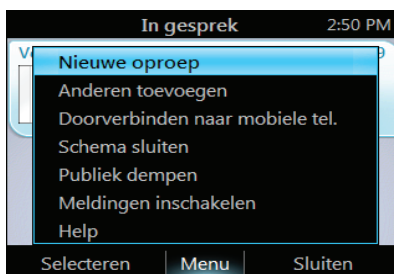 In gesprek 2:50 PM
Nieuwe oproep
Anderen toevoegen
Doorverbinden naar mobiele tel.
Schema sluiten
Publiek dempen
Meldingen inschakelen
Help
Selecteren Menu Sluiten